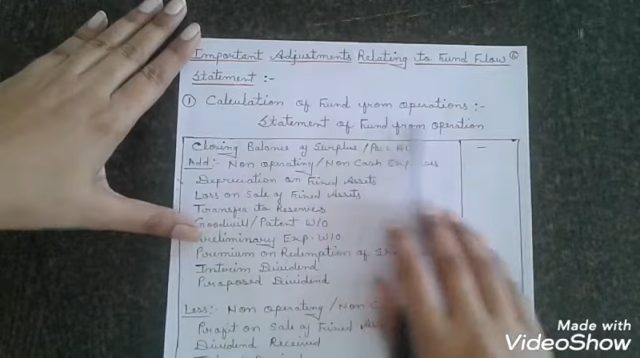 Important Adjustments Relating to Fund Flow
Statement :-
① Calculation of Fund from operations :-
Statement of Fund from operation
Closing Balance of Surplus / P&L A/c
Add:- Non operating / Non Cash Expenses
Depreciation on Fixed Assets
Loss on Sale of Fixed Assets
Transfer to Reserves
Goodwill / Patent W/O
Preliminary Exp. W/O
Premium on Redemption of
Interim Dividend
Proposed Dividend
Less:- Non operating / Non
Profit on Sale of Fixed
Dividend Received
Made with
VideoShow